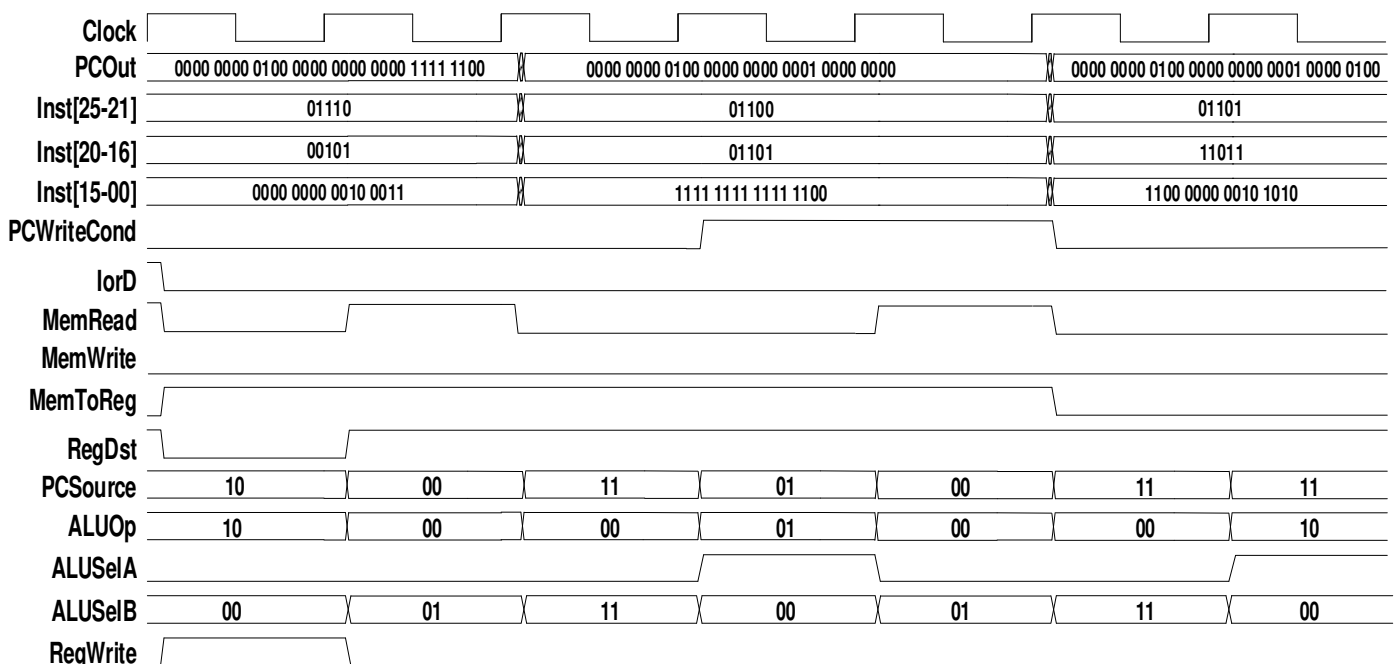 Clock
PCOut 0000 0000 0100 0000 0000 0000 1111 1100 0000 0000 0100 0000 0000 0001 0000 0000 0000 0000 0100 0000 0000 0001 0000 0100
Inst[25-21] 01110 01100 01101
Inst[20-16] 00101 01101 11011
Inst[15-00] 0000 0000 0010 0011 1111 1111 1111 1100 1100 0000 0010 1010
PCWriteCond
IorD
MemRead
MemWrite
MemToReg
RegDst
PCSource 10 00 11 01 00 11 11
ALUOp 10 00 00 01 00 00 10
ALUSelA
ALUSelB 00 01 11 00 01 11 00
RegWrite